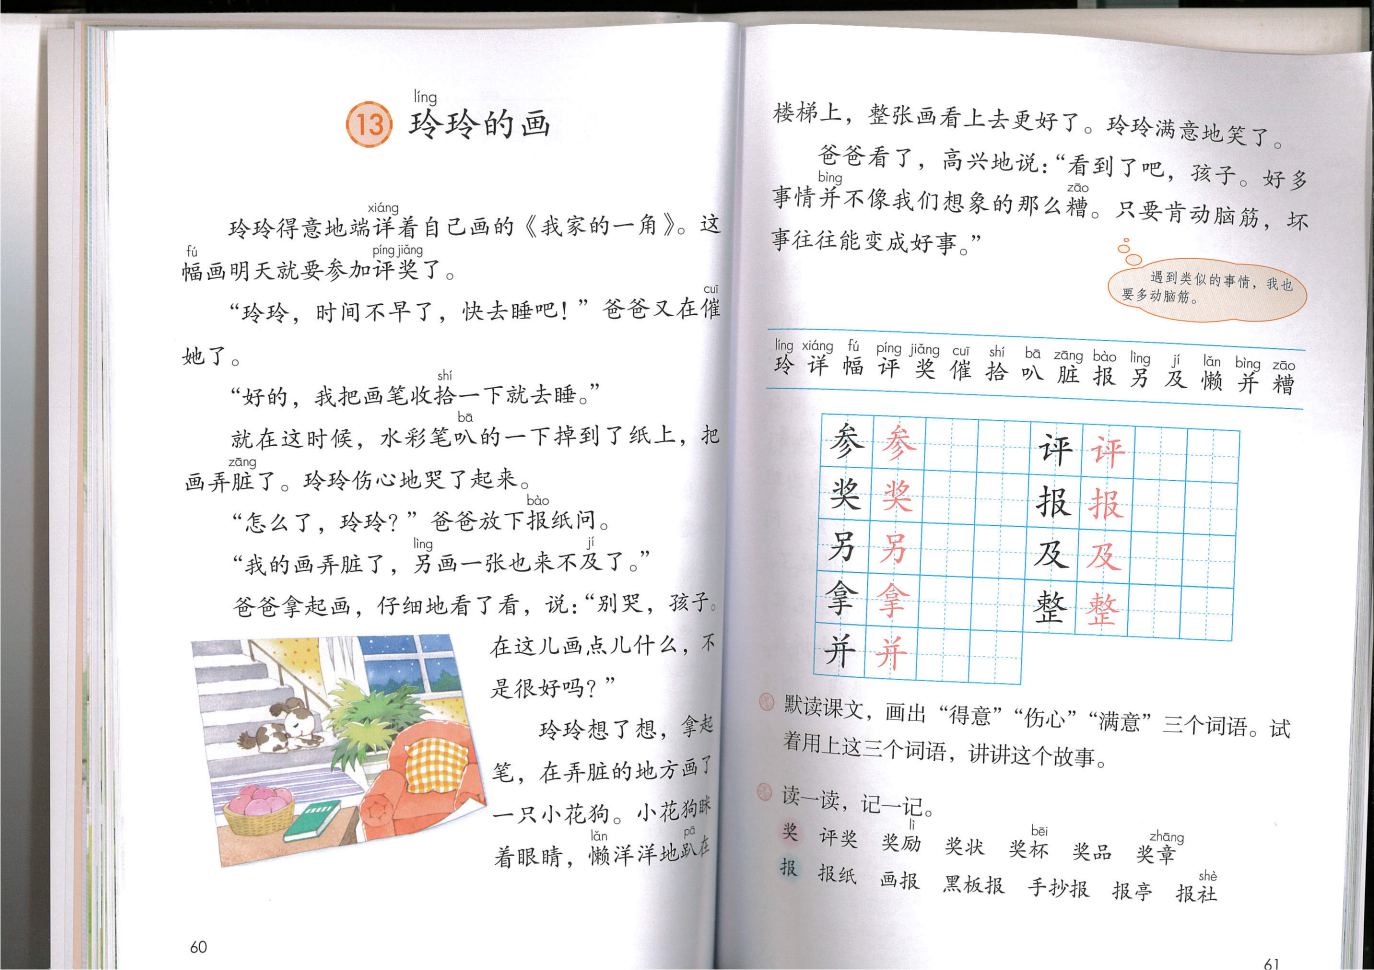 líng
13 玲玲的画
xiáng
玲玲得意地端详着自己画的《我家的一角》。这
fú píng jiǎng
幅画明天就要参加评奖了。
cuī
“玲玲，时间不早了，快去睡吧！”爸爸又在催
她了。
shí
“好的，我把画笔收拾一下就去睡。”
bā
就在这时候，水彩笔叭的一下掉到了纸上，把
zāng
画弄脏了。玲玲伤心地哭了起来。
bào
“怎么了，玲玲？”爸爸放下报纸问。
lìng jí
“我的画弄脏了，另画一张也来不及了。”
爸爸拿起画，仔细地看了看，说：“别哭，孩子。
在这儿画点儿什么，不
是很好吗？”
玲玲想了想，拿起
笔，在弄脏的地方画了
一只小花狗。小花狗眯
lǎn pā
着眼睛，懒洋洋地趴在
60
楼梯上，整张画看上去更好了。玲玲满意地笑了。
爸爸看了，高兴地说：“看到了吧，孩子。好多
bìng zāo
事情并不像我们想象的那么糟。只要肯动脑筋，坏
事往往能变成好事。”
遇到类似的事情，我也
要多动脑筋。
líng xiáng fú píng jiǎng cuī shí bā zāng bào lìng jí lǎn bìng zāo
玲 详 幅 评 奖 催 拾 叭 脏 报 另 及 懒 并 糟
参 参 评 评
奖 奖 报 报
另 另 及 及
拿 拿 整 整
并 并
默读课文，画出“得意”“伤心”“满意”三个词语。试
着用上这三个词语，讲讲这个故事。
读一读，记一记。
lì bēi zhāng
奖 评奖 奖励 奖状 奖杯 奖品 奖章
shè
报 报纸 画报 黑板报 手抄报 报亭 报社
61